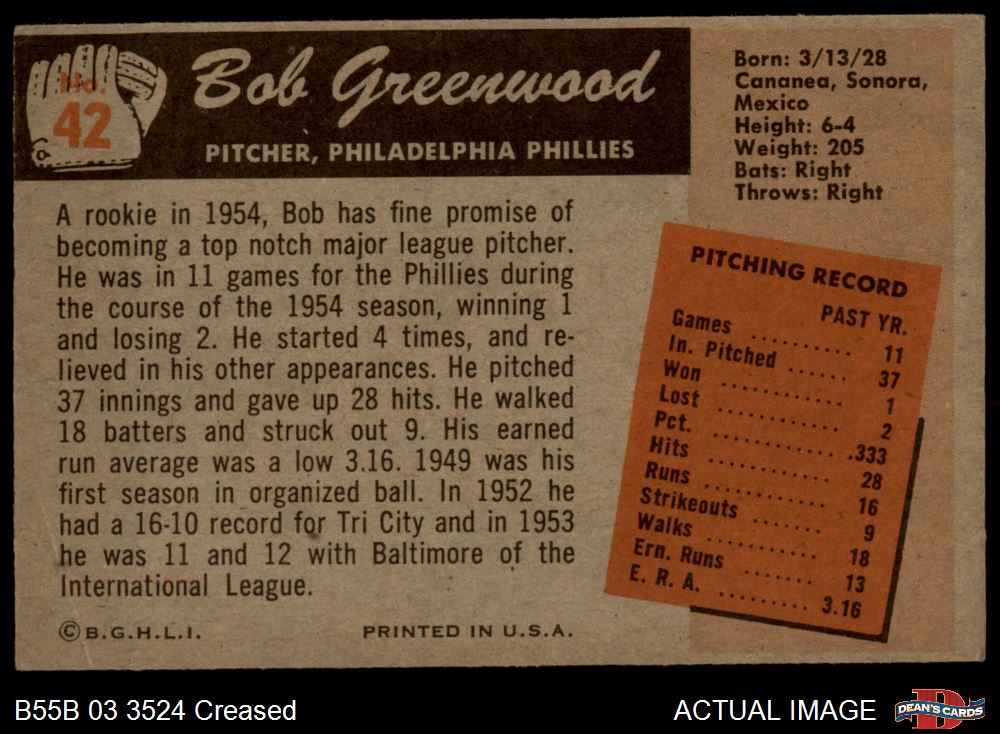 No.
42
Bob Greenwood
PITCHER, PHILADELPHIA PHILLIES
Born: 3/13/28
Cananea, Sonora,
Mexico
Height: 6-4
Weight: 205
Bats: Right
Throws: Right
A rookie in 1954, Bob has fine promise of
becoming a top notch major league pitcher.
He was in 11 games for the Phillies during
the course of the 1954 season, winning 1
and losing 2. He started 4 times, and re-
lieved in his other appearances. He pitched
37 innings and gave up 28 hits. He walked
18 batters and struck out 9. His earned
run average was a low 3.16. 1949 was his
first season in organized ball. In 1952 he
had a 16-10 record for Tri City and in 1953
he was 11 and 12 with Baltimore of the
International League.
PITCHING RECORD
PAST YR.
Games .......... 11
In. Pitched ...... 37
Won .......... 1
Lost .......... 2
Pct. .......... .333
Hits .......... 28
Runs .......... 16
Strikeouts ....... 9
Walks .......... 18
Ern. Runs ....... 13
E. R. A. ......... 3.16
©B.G.H.L.I.
PRINTED IN U.S.A.
B55B 03 3524 Creased
ACTUAL IMAGE
DEAN'S CARDS